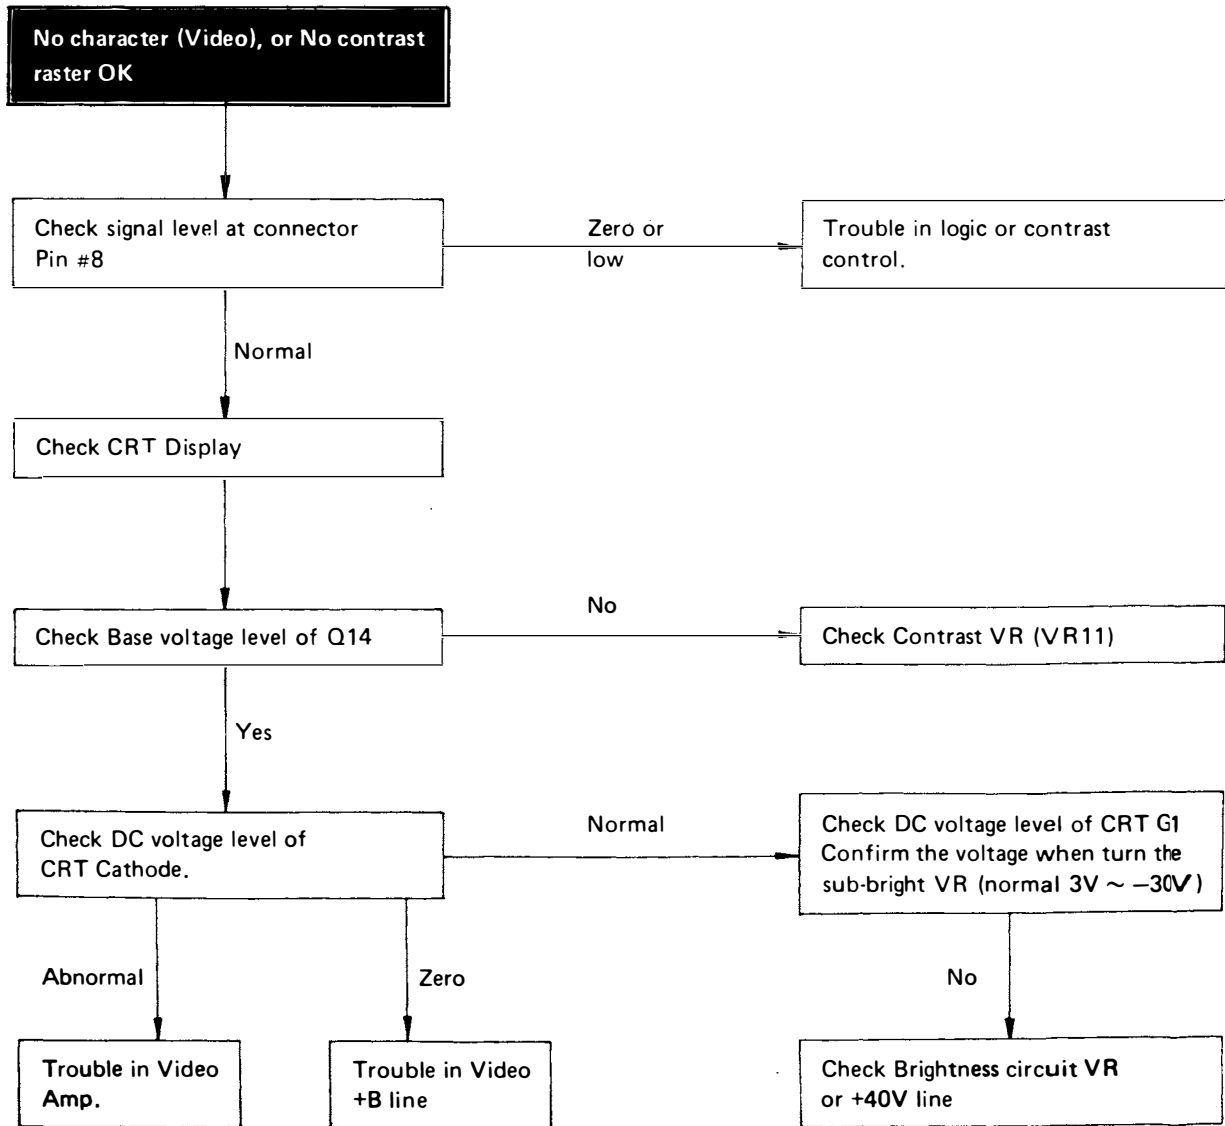 No character (Video), or No contrast
raster OK
Check signal level at connector
Pin #8
Zero or
low
Trouble in logic or contrast
control.
Normal
Check CRT Display
Check Base voltage level of Q14
No
Check Contrast VR (VR11)
Yes
Check DC voltage level of
CRT Cathode.
Normal
Check DC voltage level of CRT G1
Confirm the voltage when turn the
sub-bright VR (normal 3V ~ −30V)
Abnormal
Zero
No
Trouble in Video
Amp.
Trouble in Video
+B line
Check Brightness circuit VR
or +40V line